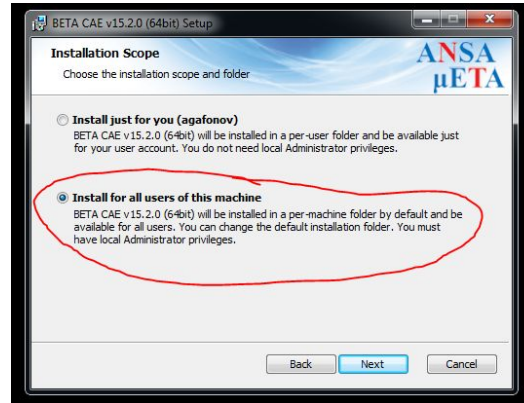 BETA CAE v15.2.0 (64bit) Setup
Installation Scope
Choose the installation scope and folder
ANSA
µETA
Install just for you (agafonov)
BETA CAE v15.2.0 (64bit) will be installed in a per-user folder and be available just
for your user account. You do not need local Administrator privileges.
Install for all users of this machine
BETA CAE v15.2.0 (64bit) will be installed in a per-machine folder by default and be
available for all users. You can change the default installation folder. You must
have local Administrator privileges.
Back Next Cancel